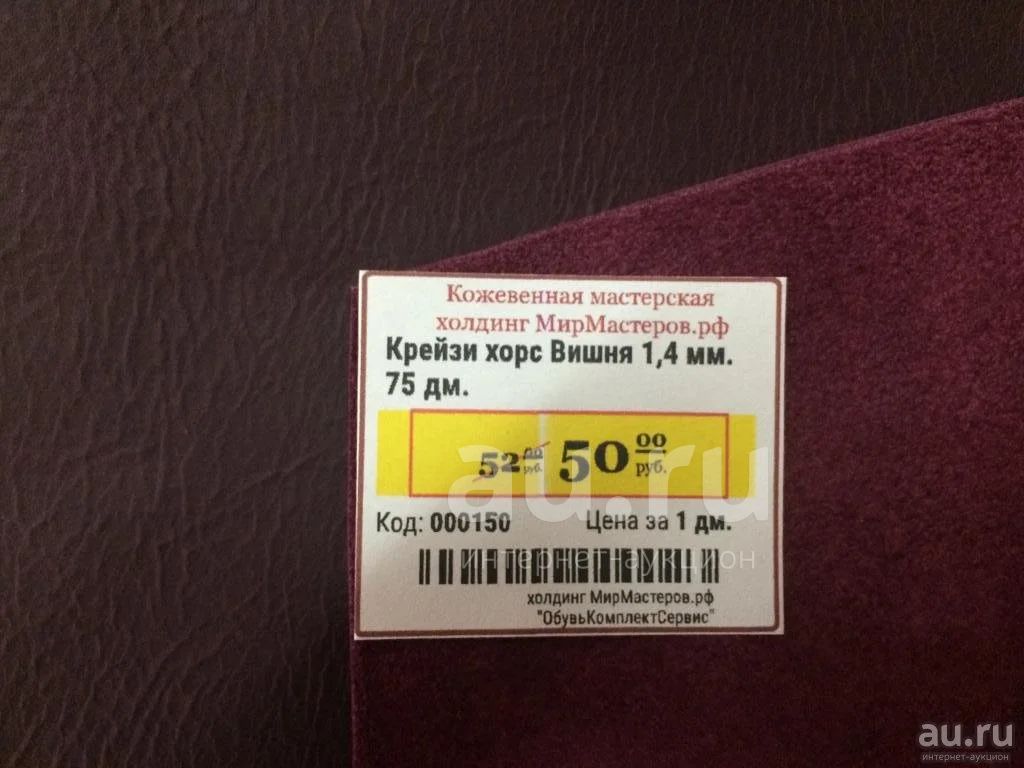 Кожевенная мастерская
холдинг МирМастеров.рф
Крейзи хорс Вишня 1,4 мм.
75 дм.
52 00 руб. 50 00 руб.
au.ru
Код: 000150 Цена за 1 дм.
интернет-аукцион
холдинг МирМастеров.рф
"ОбувьКомплектСервис"
au.ru
интернет-аукцион